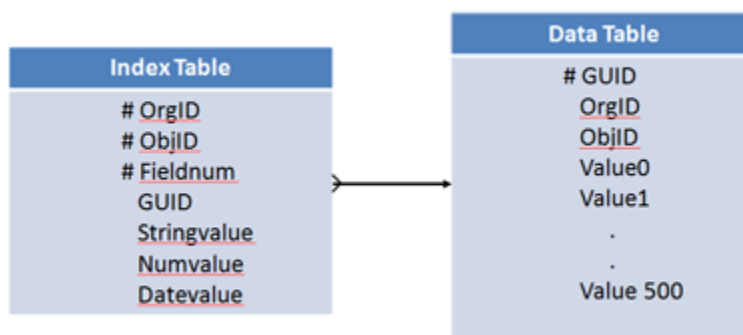 Index Table
# OrgID
# ObjID
# Fieldnum
GUID
Stringvalue
Numvalue
Datevalue
Data Table
# GUID
OrgID
ObjID
Value0
Value1
.
.
Value 500